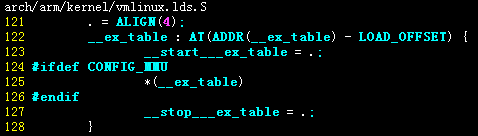 arch/arm/kernel/vmlinux.lds.S
121 . = ALIGN(4);
122 __ex_table : AT(ADDR(__ex_table) - LOAD_OFFSET) {
123 __start___ex_table = .;
124 #ifdef CONFIG_MMU
125 *(__ex_table)
126 #endif
127 __stop___ex_table = .;
128 }